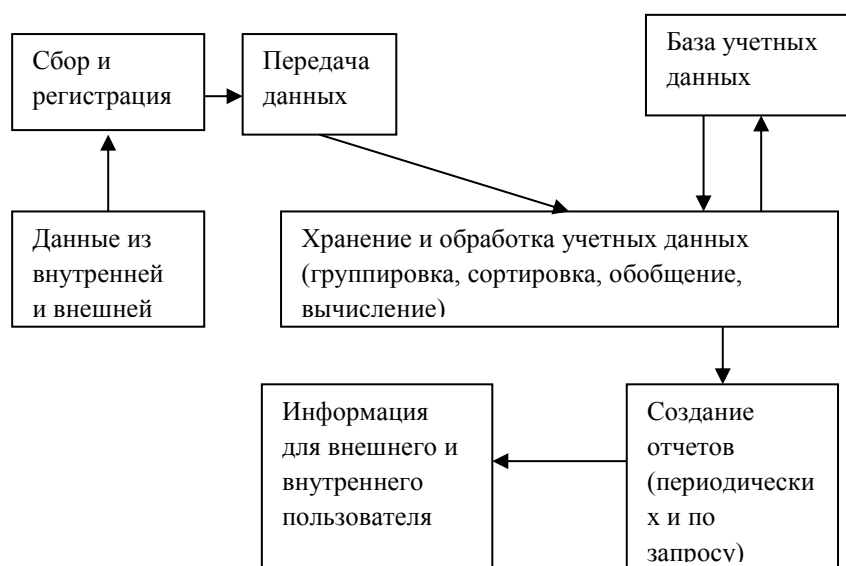 Сбор и
регистрация
Передача
данных
База учетных
данных
Данные из
внутренней
и внешней
Хранение и обработка учетных данных
(группировка, сортировка, обобщение,
вычисление)
Информация
для внешнего и
внутреннего
пользователя
Создание
отчетов
(периодически
х и по
запросу)